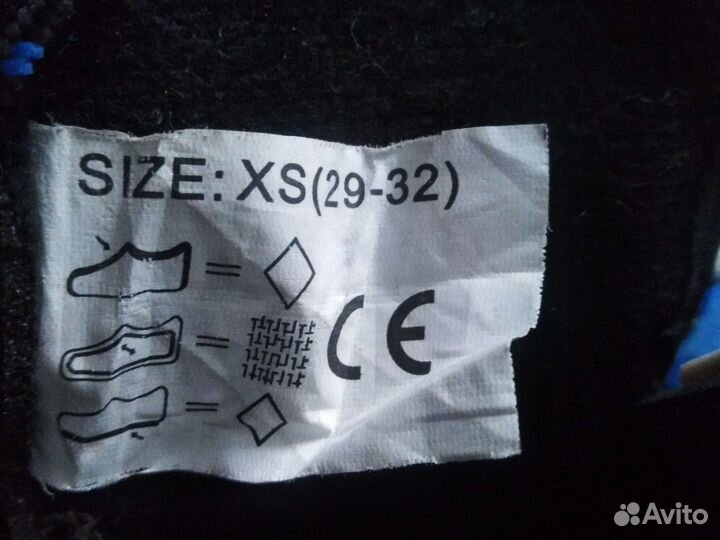 SIZE: XS(29-32)
=
= CE
=
Avito